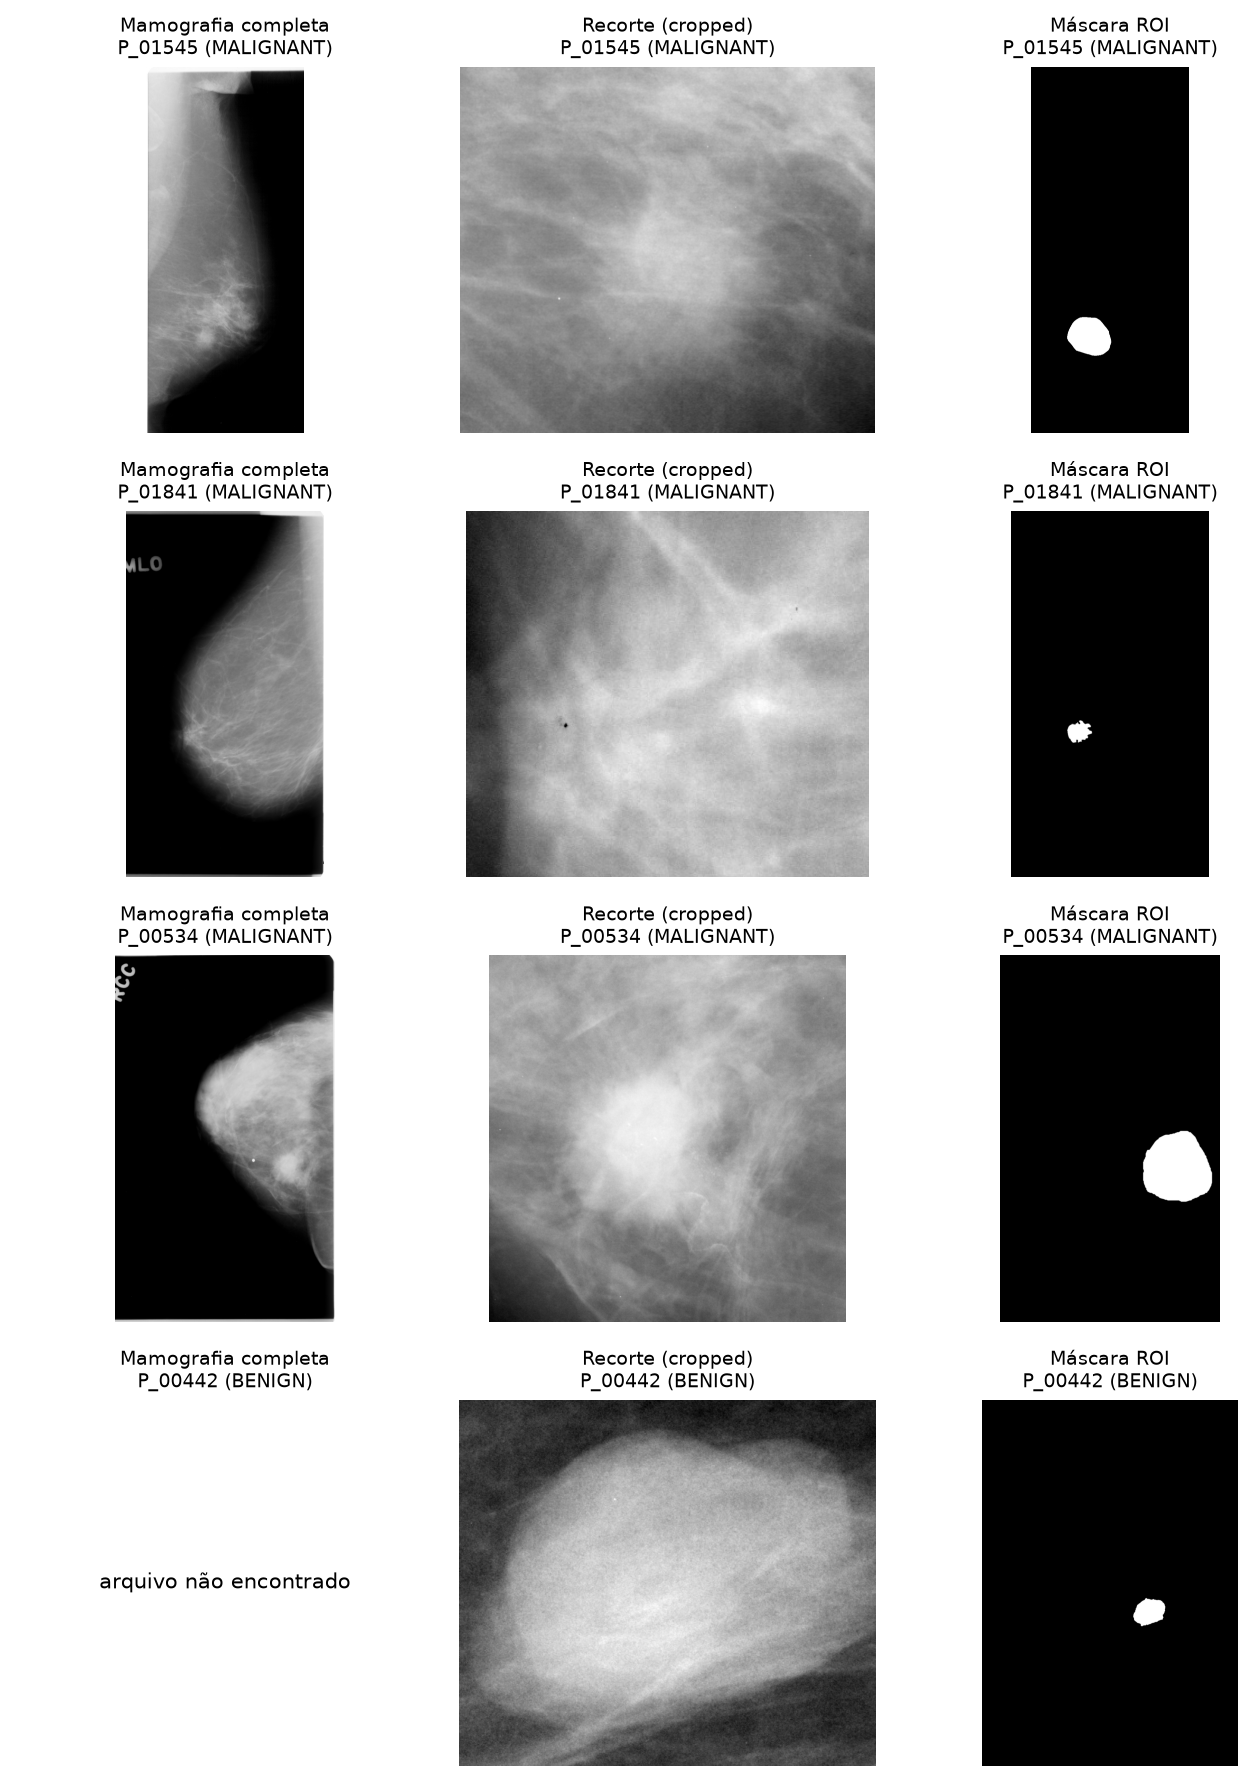 Mamografia completa
P_01545 (MALIGNANT)
Recorte (cropped)
P_01545 (MALIGNANT)
Máscara ROI
P_01545 (MALIGNANT)
Mamografia completa
P_01841 (MALIGNANT)
Recorte (cropped)
P_01841 (MALIGNANT)
Máscara ROI
P_01841 (MALIGNANT)
MLO
Mamografia completa
P_00534 (MALIGNANT)
Recorte (cropped)
P_00534 (MALIGNANT)
Máscara ROI
P_00534 (MALIGNANT)
RCC
Mamografia completa
P_00442 (BENIGN)
Recorte (cropped)
P_00442 (BENIGN)
Máscara ROI
P_00442 (BENIGN)
arquivo não encontrado